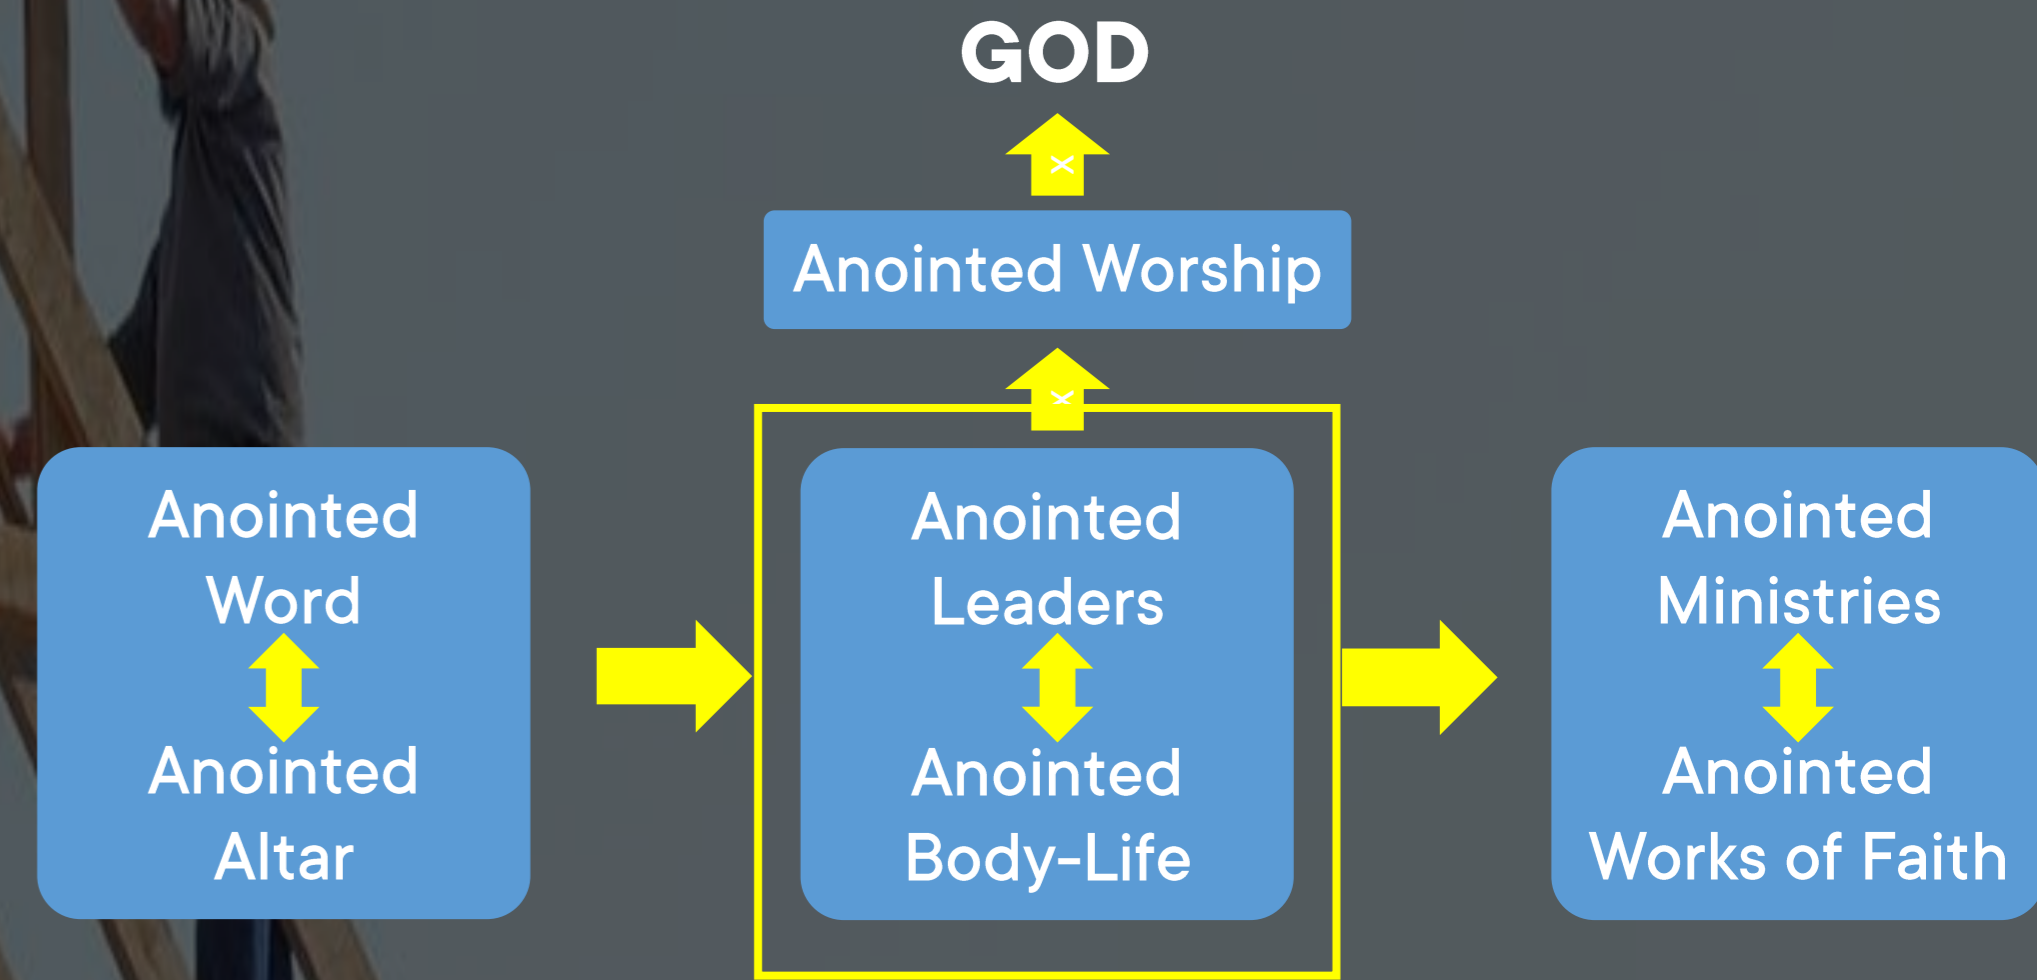 GOD
x
Anointed Worship
x
Anointed
Word
Anointed
Altar
Anointed
Leaders
Anointed
Body-Life
Anointed
Ministries
Anointed
Works of Faith